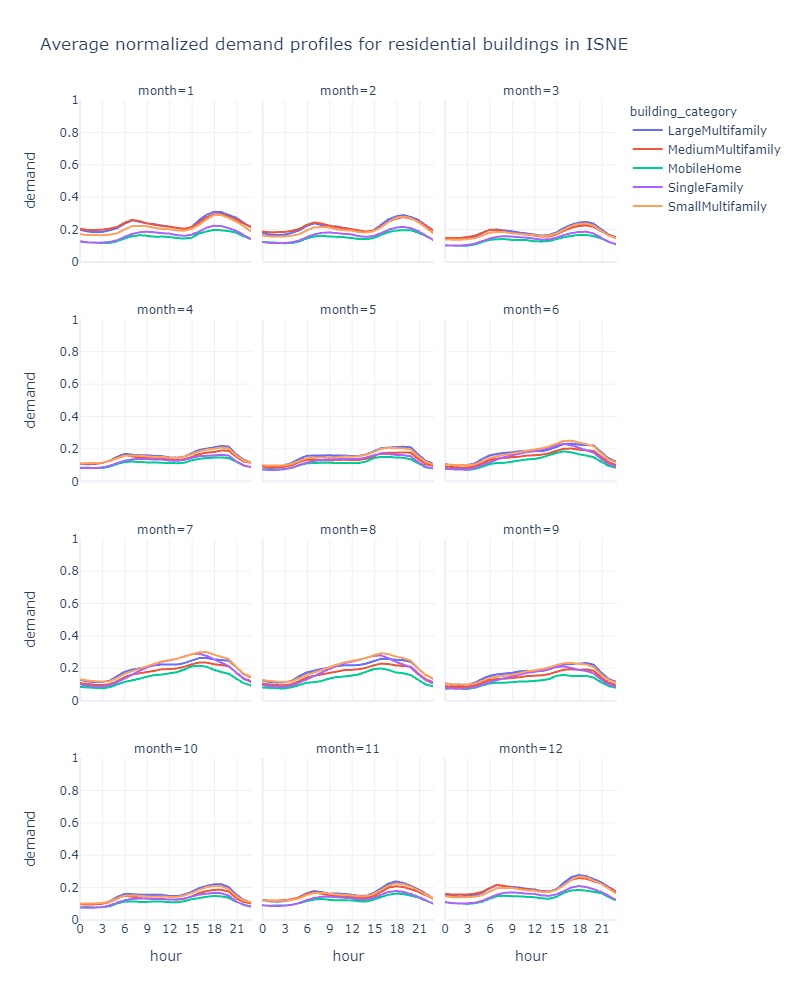 Average normalized demand profiles for residential buildings in ISNE
month=1 month=2 month=3
building_category
LargeMultifamily
MediumMultifamily
MobileHome
SingleFamily
SmallMultifamily
1
0.8
0.6
0.4
0.2
0
demand
month=4 month=5 month=6
1
0.8
0.6
0.4
0.2
0
demand
month=7 month=8 month=9
1
0.8
0.6
0.4
0.2
0
demand
month=10 month=11 month=12
1
0.8
0.6
0.4
0.2
0
demand
0 3 6 9 12 15 18 21 0 3 6 9 12 15 18 21 0 3 6 9 12 15 18 21
hour hour hour